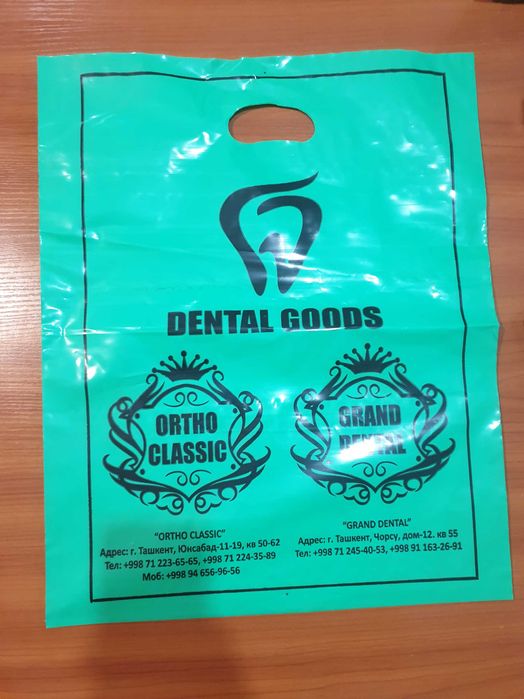 DENTAL GOODS
ORTHO
CLASSIC
"ORTHO CLASSIC"
Адрес: г. Ташкент, Юнсабад-11-19, кв 50-62
Тел: +998 71 223-65-65, +998 71 224-35-89
Моб: +998 94 656-96-56
GRAND
DENTAL
"GRAND DENTAL"
Адрес: г. Ташкент, Чорсу, дом-12. кв 55
Тел: +998 71 245-40-53, +998 91 163-26-91